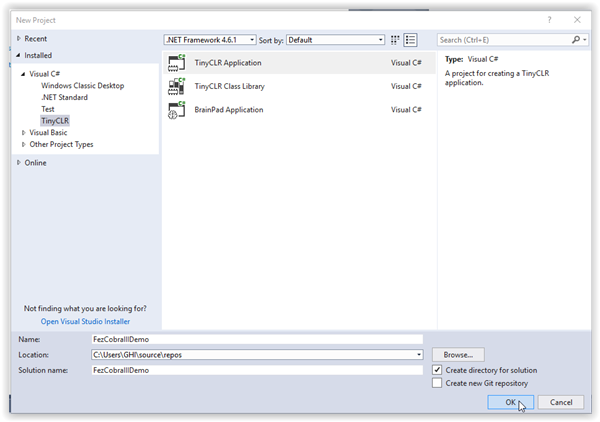 New Project
? ×
Recent
.NET Framework 4.6.1 Sort by: Default
Search (Ctrl+E)
Installed
Visual C#
Windows Classic Desktop
.NET Standard
Test
TinyCLR
Visual Basic
Other Project Types
Online
TinyCLR Application Visual C#
TinyCLR Class Library Visual C#
BrainPad Application Visual C#
Type: Visual C#
A project for creating a TinyCLR
application.
Not finding what you are looking for?
Open Visual Studio Installer
Name: FezCobraIIIDemo
Location: C:\Users\GHI\source\repos Browse...
Solution name: FezCobraIIIDemo
Create directory for solution
Create new Git repository
OK Cancel